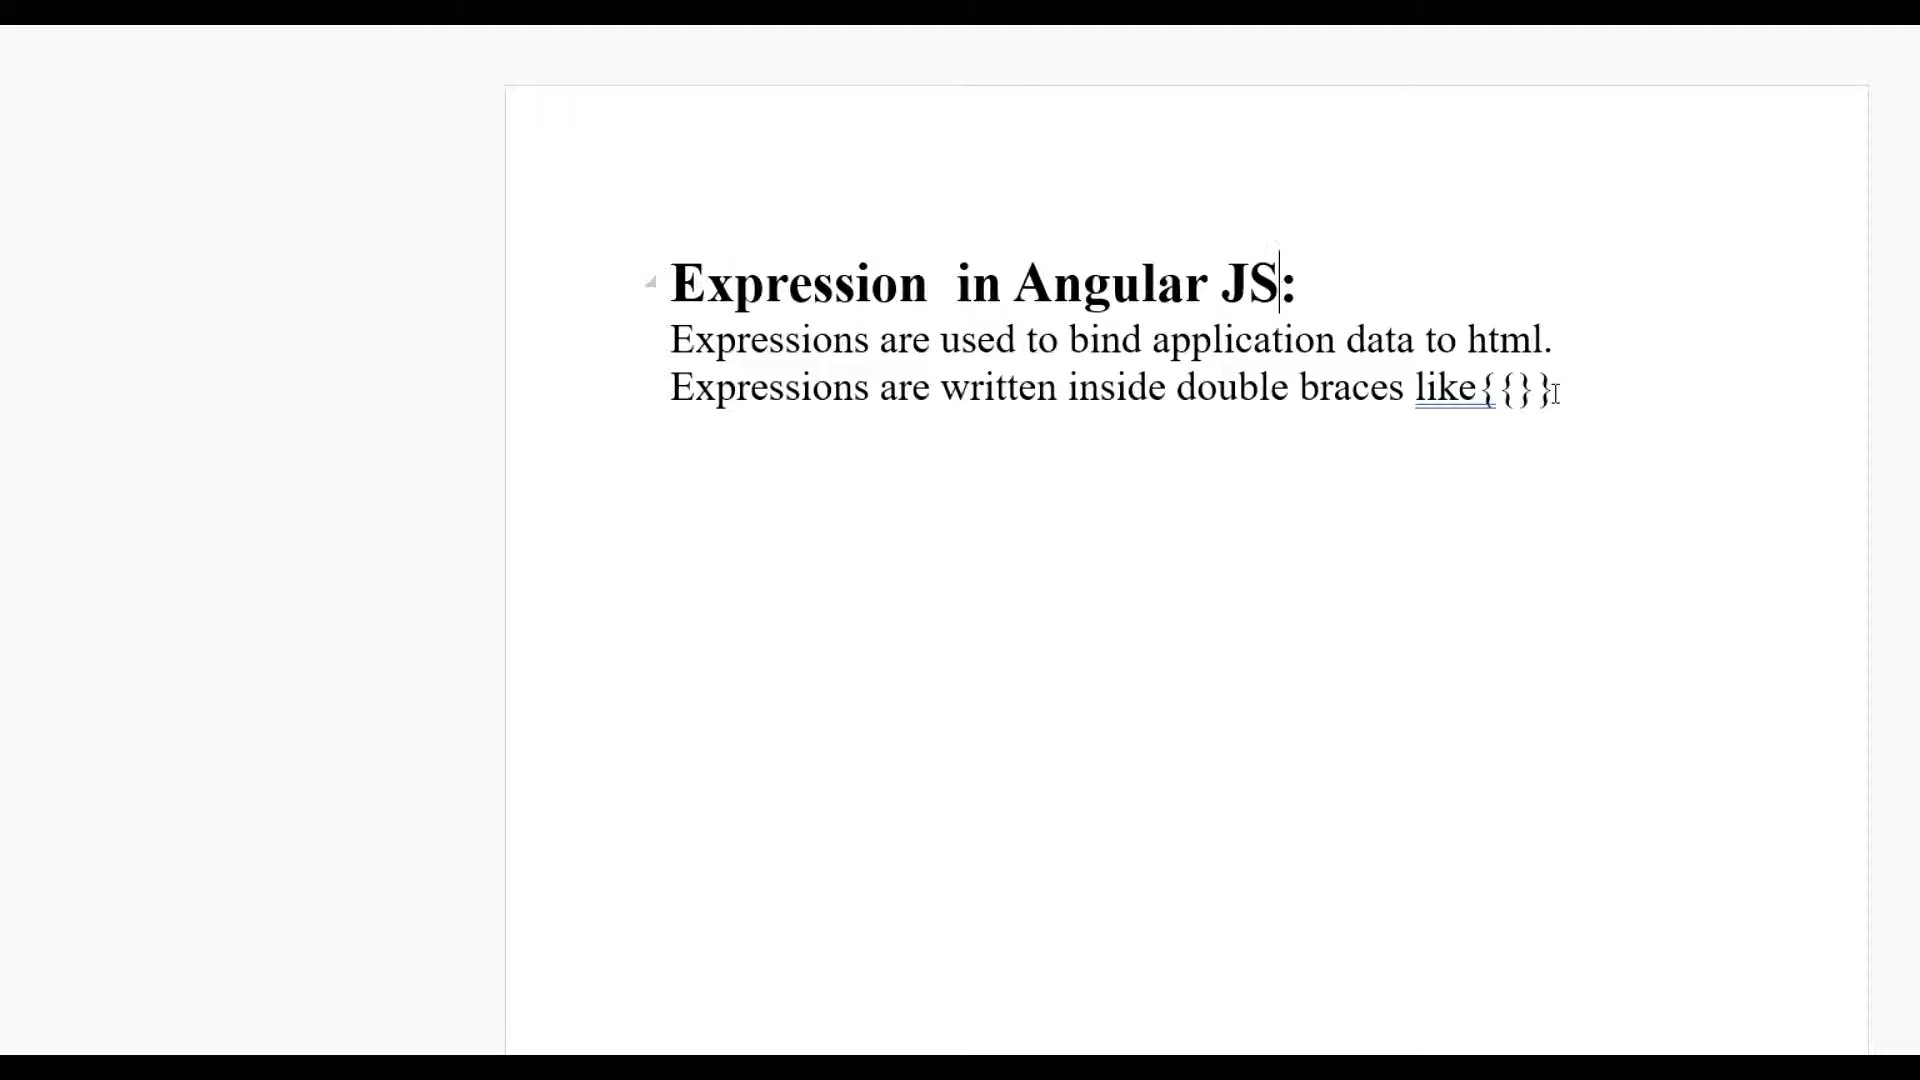 Expression  in Angular JS:
Expressions are used to bind application data to html.
Expressions are written inside double braces like{{}}